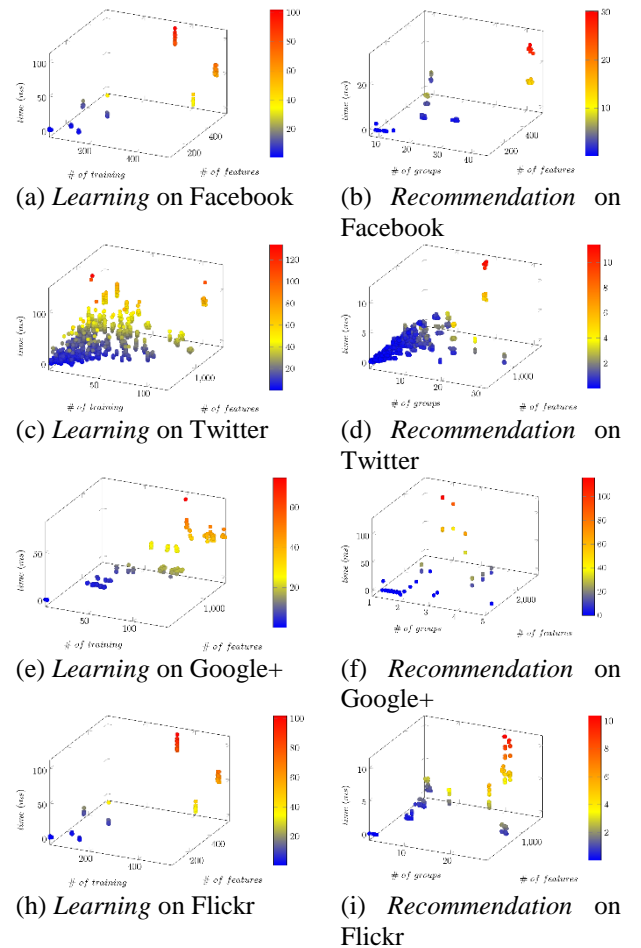 100
80
60
40
20
100
50
0
time (ms)
200
400
200
400
# of training
# of features
30
20
10
0
20
0
time (ms)
10
20
30
40
200
400
# of groups
# of features
(a) Learning on Facebook
(b) Recommendation on
Facebook
120
100
80
60
40
20
100
0
time (ms)
50
100
1,000
# of training
# of features
10
8
6
4
2
10
5
0
time (ms)
10
20
30
1,000
# of groups
# of features
(c) Learning on Twitter
(d) Recommendation on
Twitter
60
40
20
50
0
time (ms)
50
100
1,000
# of training
# of features
100
80
60
40
20
0
100
50
0
time (ms)
1
2
3
4
5
2,000
# of groups
# of features
(e) Learning on Google+
(f) Recommendation on
Google+
100
80
60
40
20
100
50
0
time (ms)
200
400
200
400
# of training
# of features
10
8
6
4
2
10
5
0
time (ms)
10
20
1,000
# of groups
# of features
(h) Learning on Flickr
(i) Recommendation on
Flickr